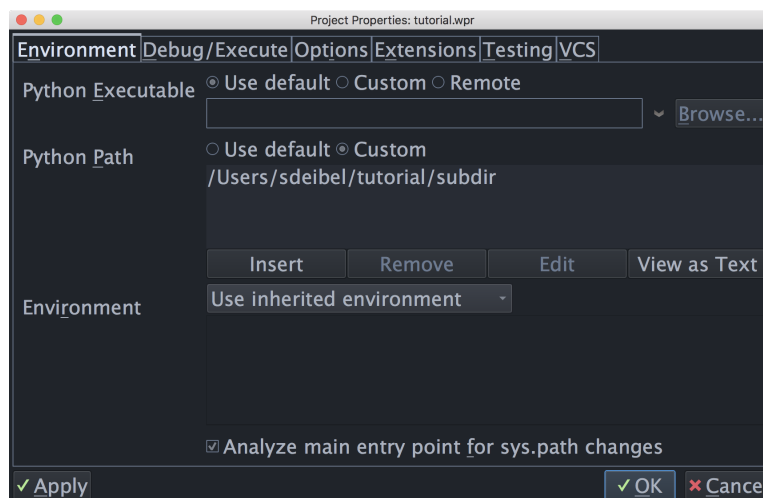 Project Properties: tutorial.wpr
Environment Debug/Execute Options Extensions Testing VCS
Python Executable Use default Custom Remote
Browse...
Python Path Use default Custom
/Users/sdeibel/tutorial/subdir
Insert Remove Edit View as Text
Environment Use inherited environment
Analyze main entry point for sys.path changes
Apply OK Cance